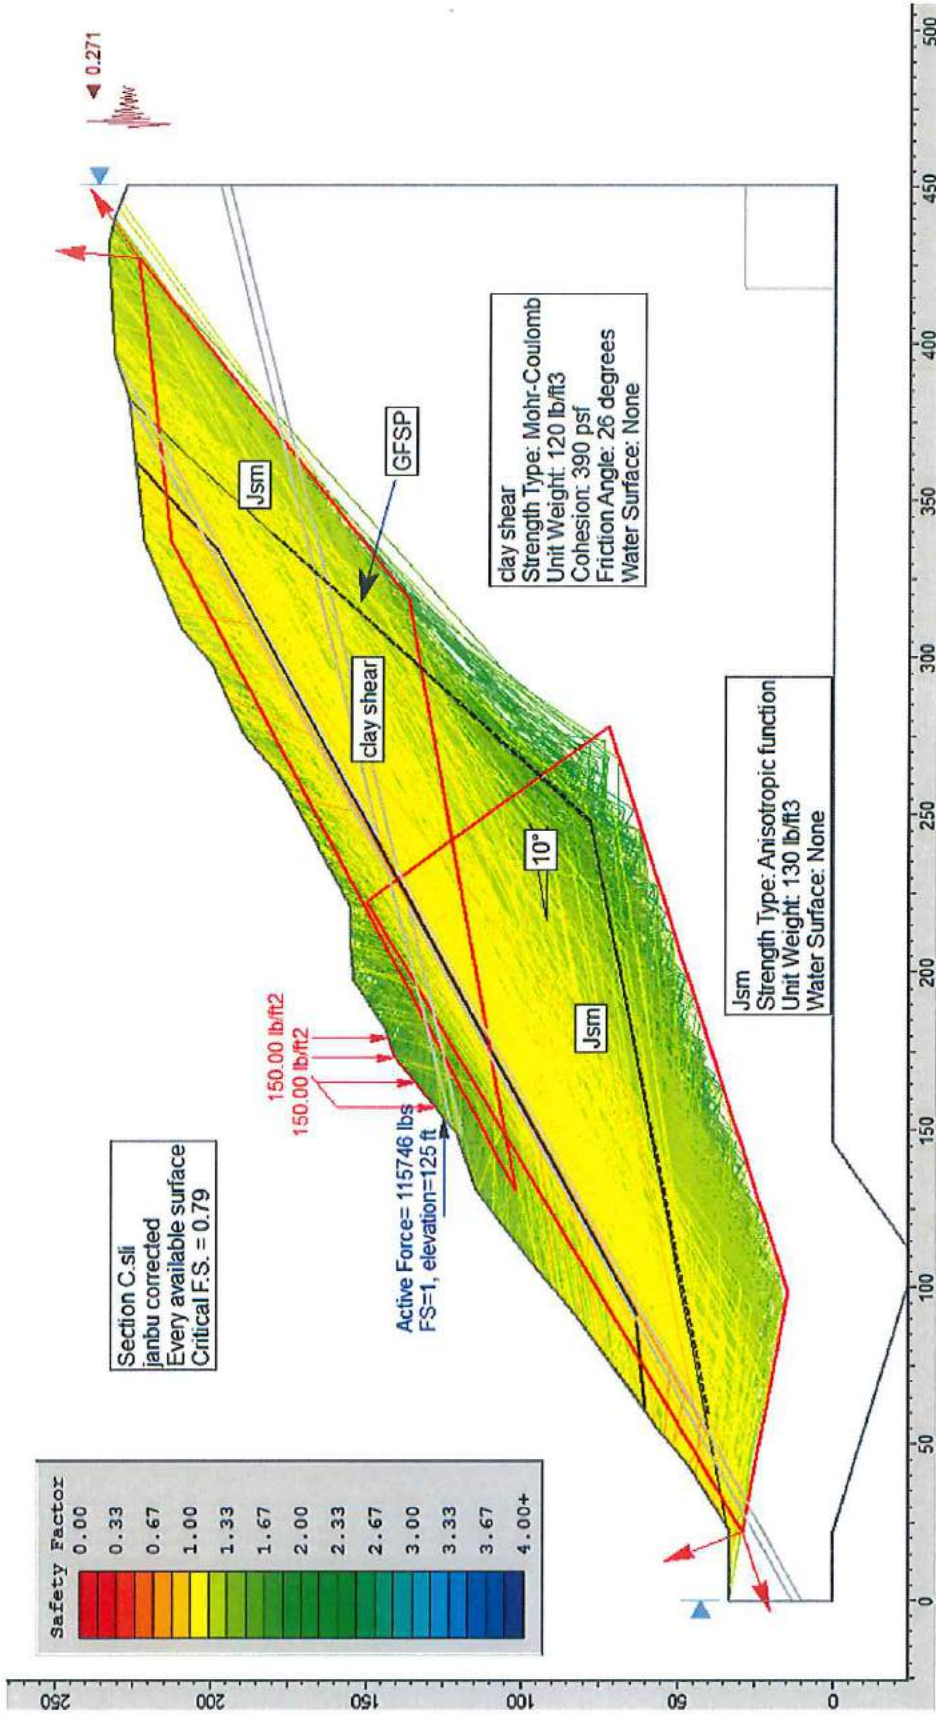 Safety Factor
0.00
0.33
0.67
1.00
1.33
1.67
2.00
2.33
2.67
3.00
3.33
3.67
4.00+
Section C.sli
janbu corrected
Every available surface
Critical F.S. = 0.79
150.00 lb/ft2
150.00 lb/ft2
Active Force= 115746 lbs
FS=1, elevation=125 ft
0.271
Jsm
GFSP
clay shear
10°
Jsm
clay shear
Strength Type: Mohr-Coulomb
Unit Weight: 120 lb/ft3
Cohesion: 390 psf
Friction Angle: 26 degrees
Water Surface: None
Jsm
Strength Type: Anisotropic function
Unit Weight: 130 lb/ft3
Water Surface: None
250
200
150
100
50
0
0
50
100
150
200
250
300
350
400
450
500